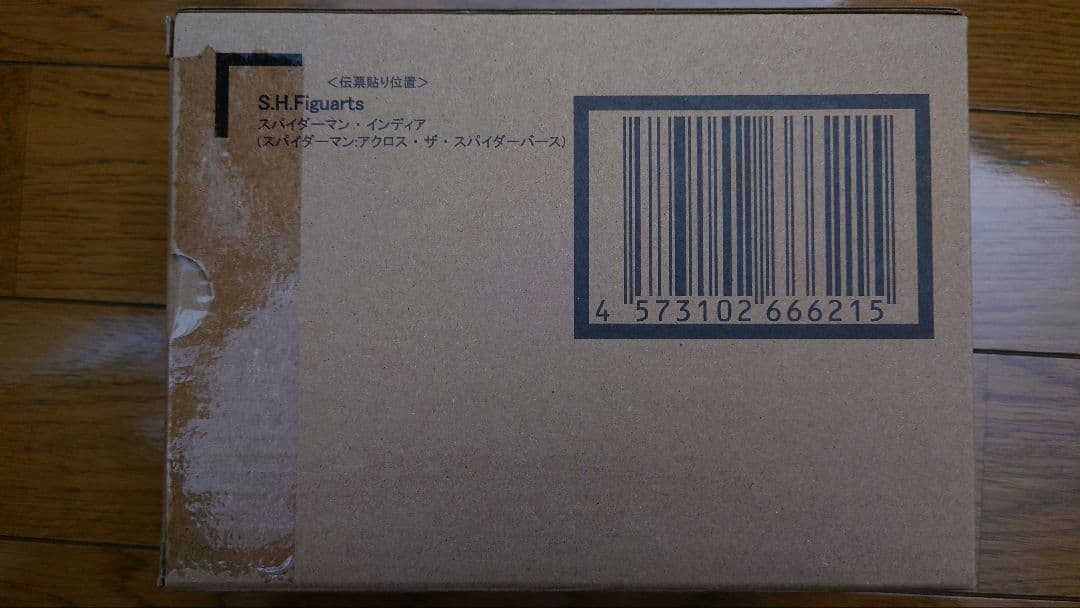 ＜伝票貼り位置＞
S.H.Figuarts
スパイダーマン・インディア
(スパイダーマン:アクロス・ザ・スパイダーバース)
4 573102 666215